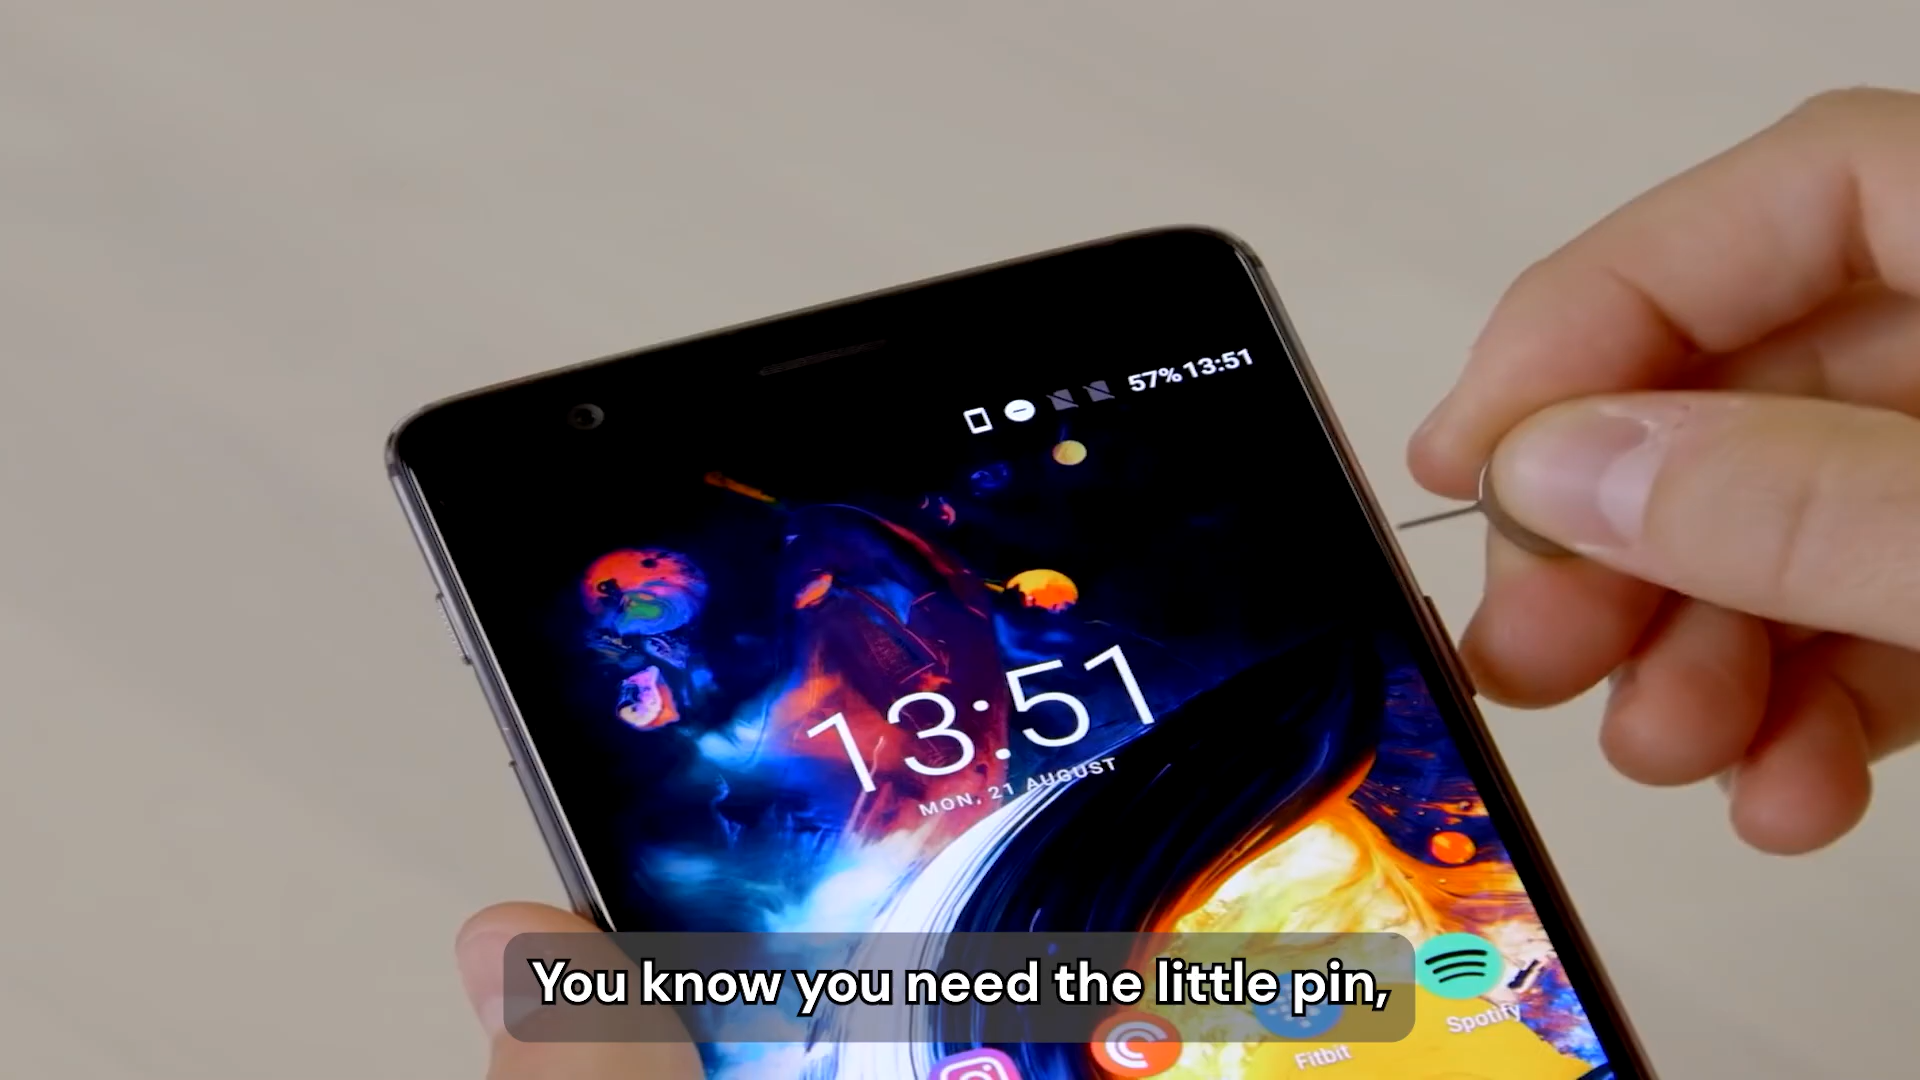 57% 13:51
13:51
MON, 21 AUGUST
You know you need the little pin,
Spotify
Fitbit